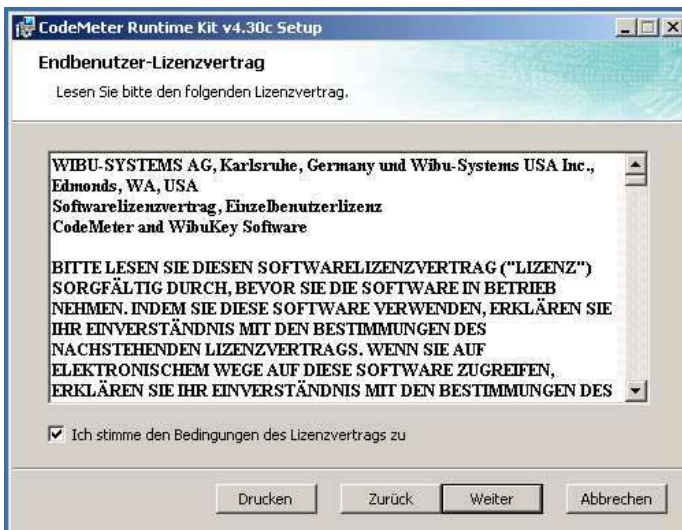 CodeMeter Runtime Kit v4.30c Setup
Endbenutzer-Lizenzvertrag
Lesen Sie bitte den folgenden Lizenzvertrag.
WIBU-SYSTEMS AG, Karlsruhe, Germany und Wibu-Systems USA Inc.,
Edmonds, WA, USA
Softwarelizenzvertrag, Einzelbenutzerlizenz
CodeMeter and WibuKey Software
BITTE LESEN SIE DIESEN SOFTWARELIZENZVERTRAG ("LIZENZ")
SORGFÄLTIG DURCH, BEVOR SIE DIE SOFTWARE IN BETRIEB
NEHMEN. INDEM SIE DIESE SOFTWARE VERWENDEN, ERKLÄREN SIE
IHR EINVERSTÄNDNIS MIT DEN BESTIMMUNGEN DES
NACHSTEHENDEN LIZENZVERTRAGS. WENN SIE AUF
ELEKTRONISCHEM WEGE AUF DIESE SOFTWARE ZUGREIFEN,
ERKLÄREN SIE IHR EINVERSTÄNDNIS MIT DEN BESTIMMUNGEN DES
Ich stimme den Bedingungen des Lizenzvertrags zu
Drucken Zurück Weiter Abbrechen